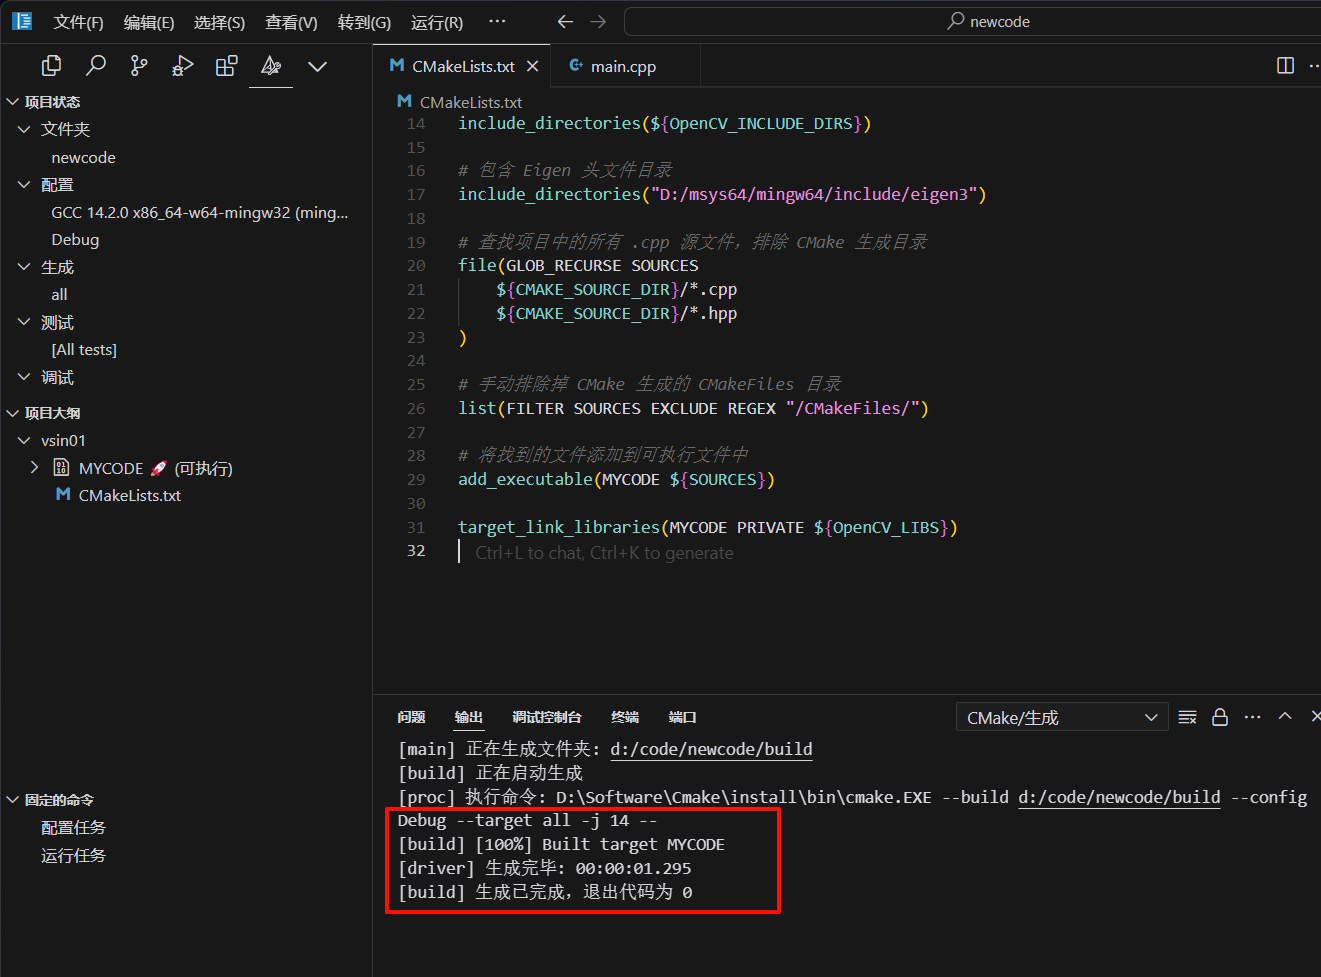 文件(F) 编辑(E) 选择(S) 查看(V) 转到(G) 运行(R) ··· newcode
项目状态
文件夹
newcode
配置
GCC 14.2.0 x86_64-w64-mingw32 (ming...
Debug
生成
all
测试
[All tests]
调试
项目大纲
vsin01
MYCODE 🚀 (可执行)
CMakeLists.txt
固定的命令
配置任务
运行任务
CMakeLists.txt main.cpp
CMakeLists.txt
14 include_directories(${OpenCV_INCLUDE_DIRS})
15
16 # 包含 Eigen 头文件目录
17 include_directories("D:/msys64/mingw64/include/eigen3")
18
19 # 查找项目中的所有 .cpp 源文件，排除 CMake 生成目录
20 file(GLOB_RECURSE SOURCES
21 ${CMAKE_SOURCE_DIR}/*.cpp
22 ${CMAKE_SOURCE_DIR}/*.hpp
23 )
24
25 # 手动排除掉 CMake 生成的 CMakeFiles 目录
26 list(FILTER SOURCES EXCLUDE REGEX "/CMakeFiles/")
27
28 # 将找到的文件添加到可执行文件中
29 add_executable(MYCODE ${SOURCES})
30
31 target_link_libraries(MYCODE PRIVATE ${OpenCV_LIBS})
32 Ctrl+L to chat, Ctrl+K to generate
问题 输出 调试控制台 终端 端口 CMake/生成
[main] 正在生成文件夹: d:/code/newcode/build
[build] 正在启动生成
[proc] 执行命令: D:\Software\Cmake\install\bin\cmake.EXE --build d:/code/newcode/build --config
Debug --target all -j 14 --
[build] [100%] Built target MYCODE
[driver] 生成完毕: 00:00:01.295
[build] 生成已完成，退出代码为 0